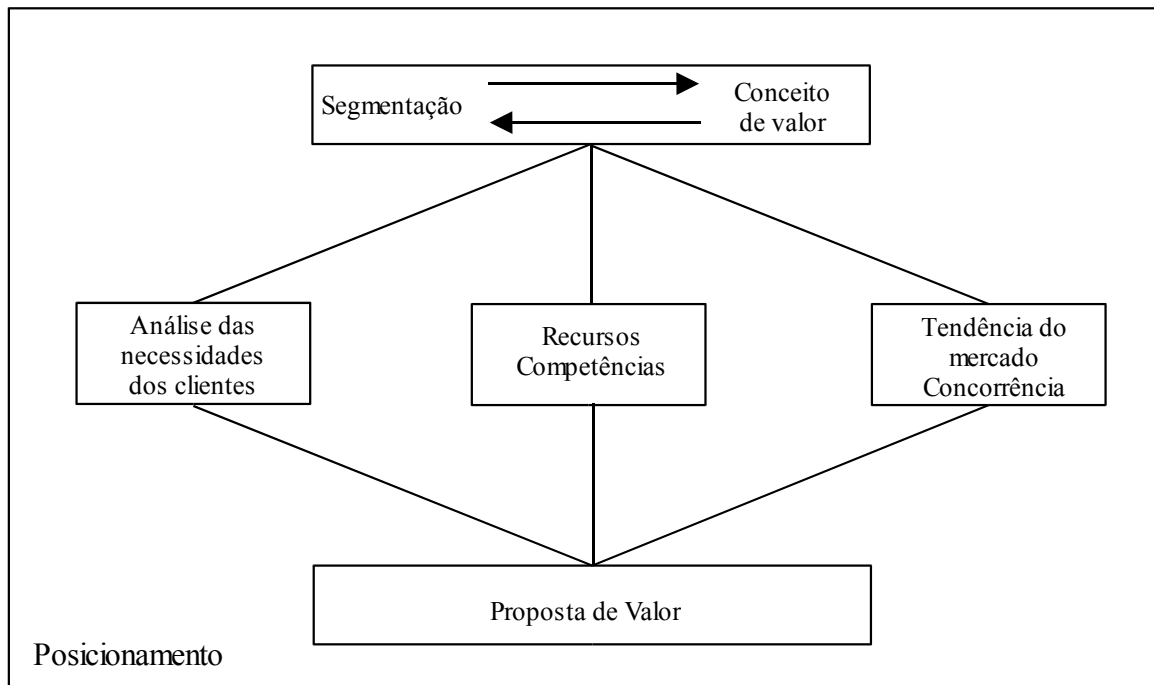 Segmentação
Conceito
de valor
Análise das
necessidades
dos clientes
Recursos
Competências
Tendência do
mercado
Concorrência
Proposta de Valor
Posicionamento